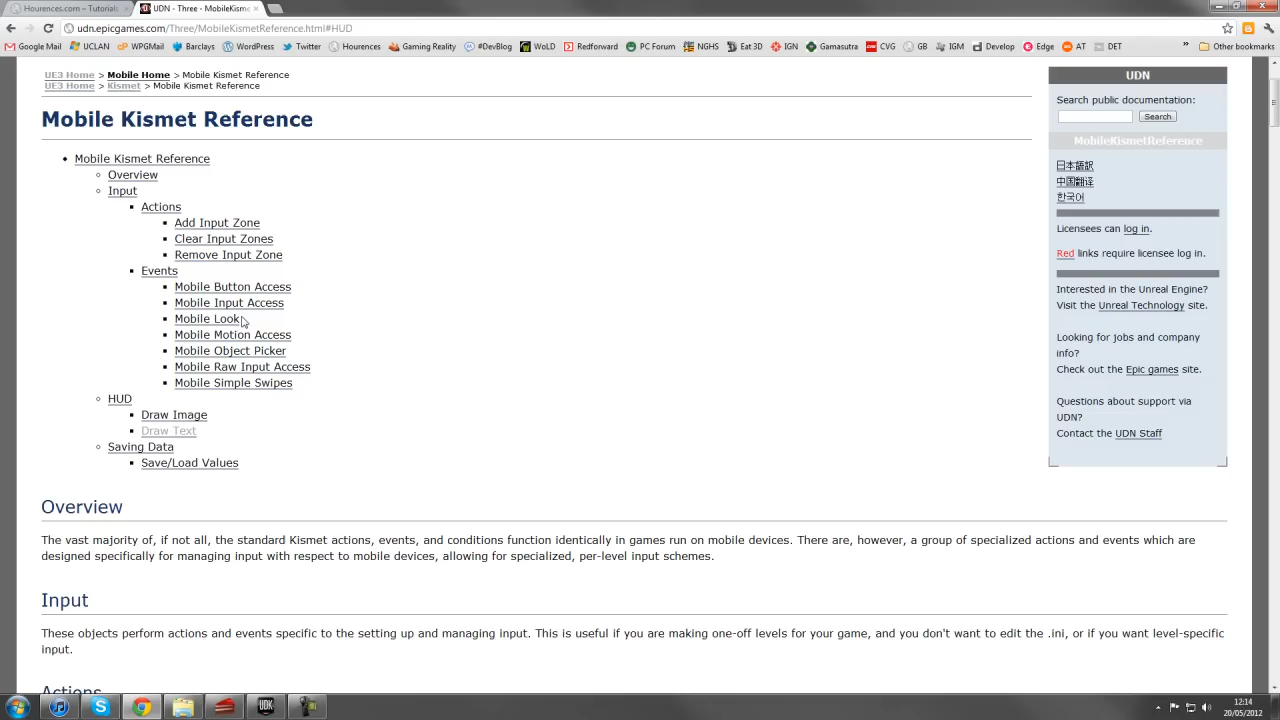 Hourences.com – Tutorials
UDN - Three - MobileKisme
udn.epicgames.com/Three/MobileKismetReference.html#HUD
Google Mail UCLAN WPGMail Barclays WordPress Twitter Hourences Gaming Reality #DevBlog WoLD Redforward PC Forum NGHS Eat 3D IGN Gamasutra CVG GB IGM Develop Edge AT DET » Other bookmarks
UE3 Home > Mobile Home > Mobile Kismet Reference
UE3 Home > Kismet > Mobile Kismet Reference
Mobile Kismet Reference
Mobile Kismet Reference
Overview
Input
Actions
Add Input Zone
Clear Input Zones
Remove Input Zone
Events
Mobile Button Access
Mobile Input Access
Mobile Look
Mobile Motion Access
Mobile Object Picker
Mobile Raw Input Access
Mobile Simple Swipes
HUD
Draw Image
Draw Text
Saving Data
Save/Load Values
UDN
Search public documentation:
Search
MobileKismetReference
日本語訳
中国翻译
한국어
Licensees can log in.
Red links require licensee log in.
Interested in the Unreal Engine?
Visit the Unreal Technology site.
Looking for jobs and company
info?
Check out the Epic games site.
Questions about support via
UDN?
Contact the UDN Staff
Overview
The vast majority of, if not all, the standard Kismet actions, events, and conditions function identically in games run on mobile devices. There are, however, a group of specialized actions and events which are
designed specifically for managing input with respect to mobile devices, allowing for specialized, per-level input schemes.
Input
These objects perform actions and events specific to the setting up and managing input. This is useful if you are making one-off levels for your game, and you don't want to edit the .ini, or if you want level-specific
input.
Actions
UDK
12:14
20/05/2012